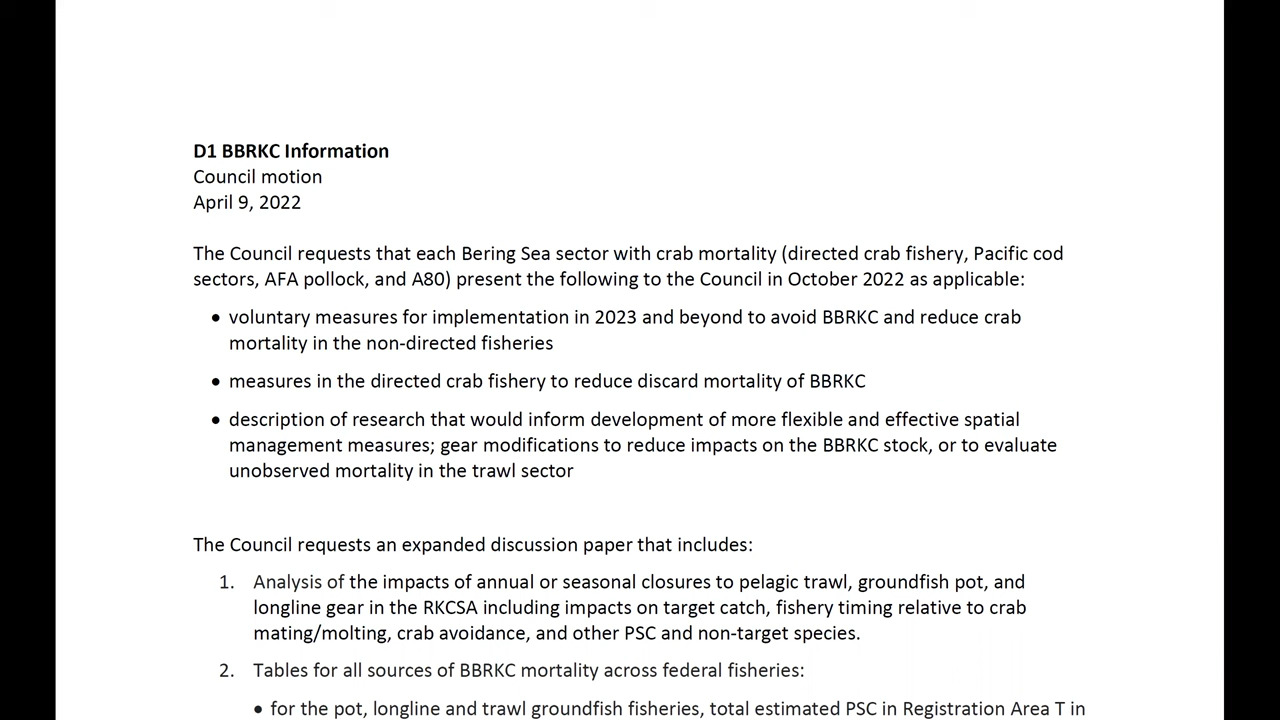 D1 BBRKC Information
Council motion
April 9, 2022
The Council requests that each Bering Sea sector with crab mortality (directed crab fishery, Pacific cod
sectors, AFA pollock, and A80) present the following to the Council in October 2022 as applicable:
• voluntary measures for implementation in 2023 and beyond to avoid BBRKC and reduce crab
mortality in the non-directed fisheries
• measures in the directed crab fishery to reduce discard mortality of BBRKC
• description of research that would inform development of more flexible and effective spatial
management measures; gear modifications to reduce impacts on the BBRKC stock, or to evaluate
unobserved mortality in the trawl sector
The Council requests an expanded discussion paper that includes:
1. Analysis of the impacts of annual or seasonal closures to pelagic trawl, groundfish pot, and
longline gear in the RKCSA including impacts on target catch, fishery timing relative to crab
mating/molting, crab avoidance, and other PSC and non-target species.
2. Tables for all sources of BBRKC mortality across federal fisheries:
• for the pot, longline and trawl groundfish fisheries, total estimated PSC in Registration Area T in